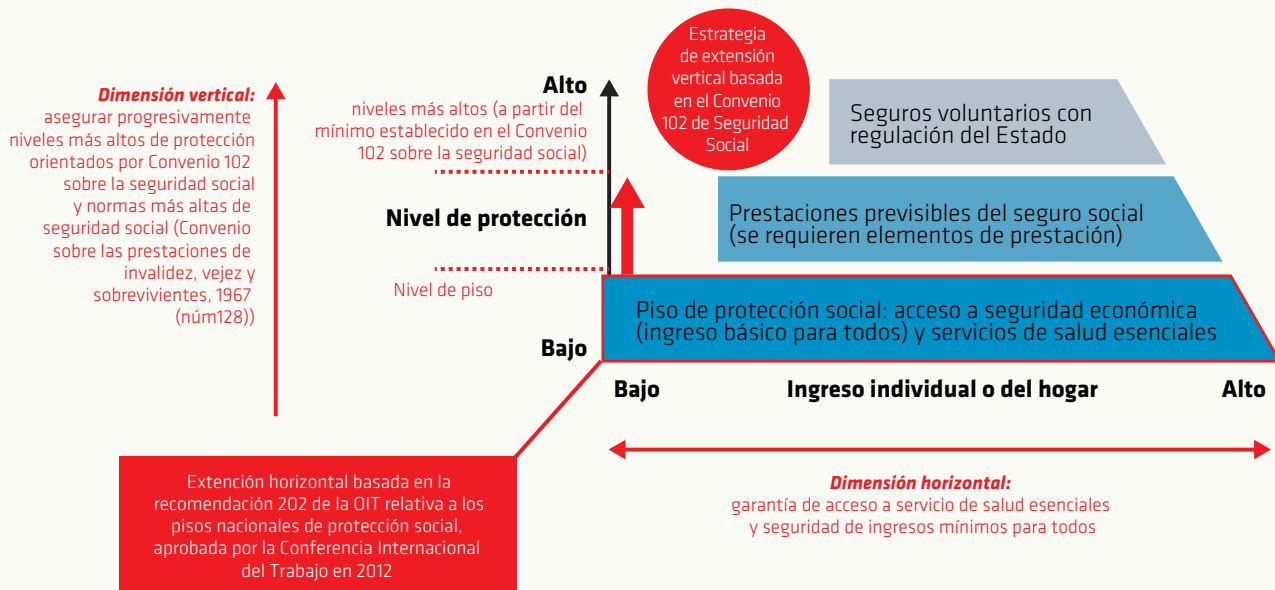 Dimensión vertical:
asegurar progresivamente
niveles más altos de protección
orientados por Convenio 102
sobre la seguridad social
y normas más altas de
seguridad social (Convenio
sobre las prestaciones de
invalidez, vejez y
sobrevivientes, 1967
(núm128))
Alto
niveles más altos (a partir del
mínimo establecido en el Convenio
102 sobre la seguridad social)
Nivel de protección
Nivel de piso
Bajo
Estrategia
de extensión
vertical basada
en el Convenio
102 de Seguridad
Social
Seguros voluntarios con
regulación del Estado
Prestaciones previsibles del seguro social
(se requieren elementos de prestación)
Piso de protección social: acceso a seguridad económica
(ingreso básico para todos) y servicios de salud esenciales
Bajo Ingreso individual o del hogar Alto
Extención horizontal basada en la
recomendación 202 de la OIT relativa a los
pisos nacionales de protección social,
aprobada por la Conferencia Internacional
del Trabajo en 2012
Dimensión horizontal:
garantía de acceso a servicio de salud esenciales
y seguridad de ingresos mínimos para todos